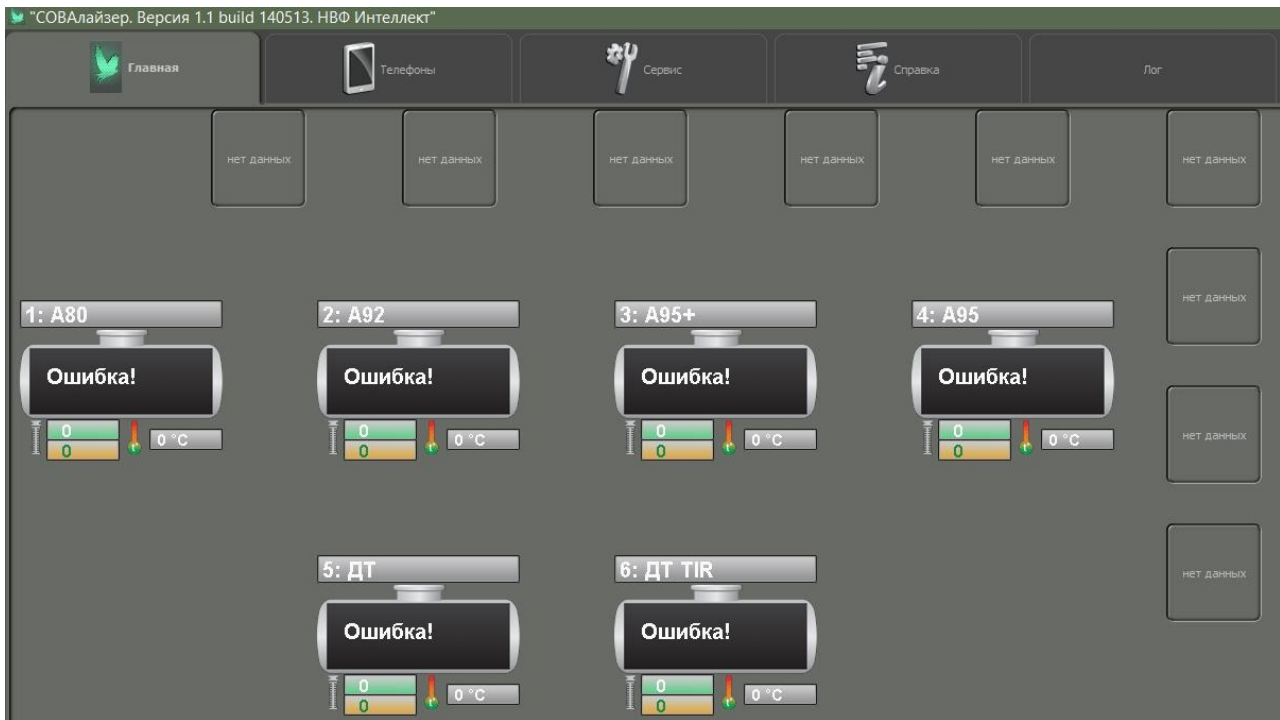 "СОВАлайзер. Версия 1.1 build 140513. НВФ Интеллект"
Главная
Телефоны
Сервис
Справка
Лог
нет данных
нет данных
нет данных
нет данных
нет данных
нет данных
нет данных
1: А80
2: А92
3: А95+
4: А95
Ошибка!
Ошибка!
Ошибка!
Ошибка!
0
0
0 °C
0
0
0 °C
0
0
0 °C
0
0
0 °C
нет данных
5: ДТ
6: ДТ TIR
нет данных
Ошибка!
Ошибка!
0
0
0 °C
0
0
0 °C